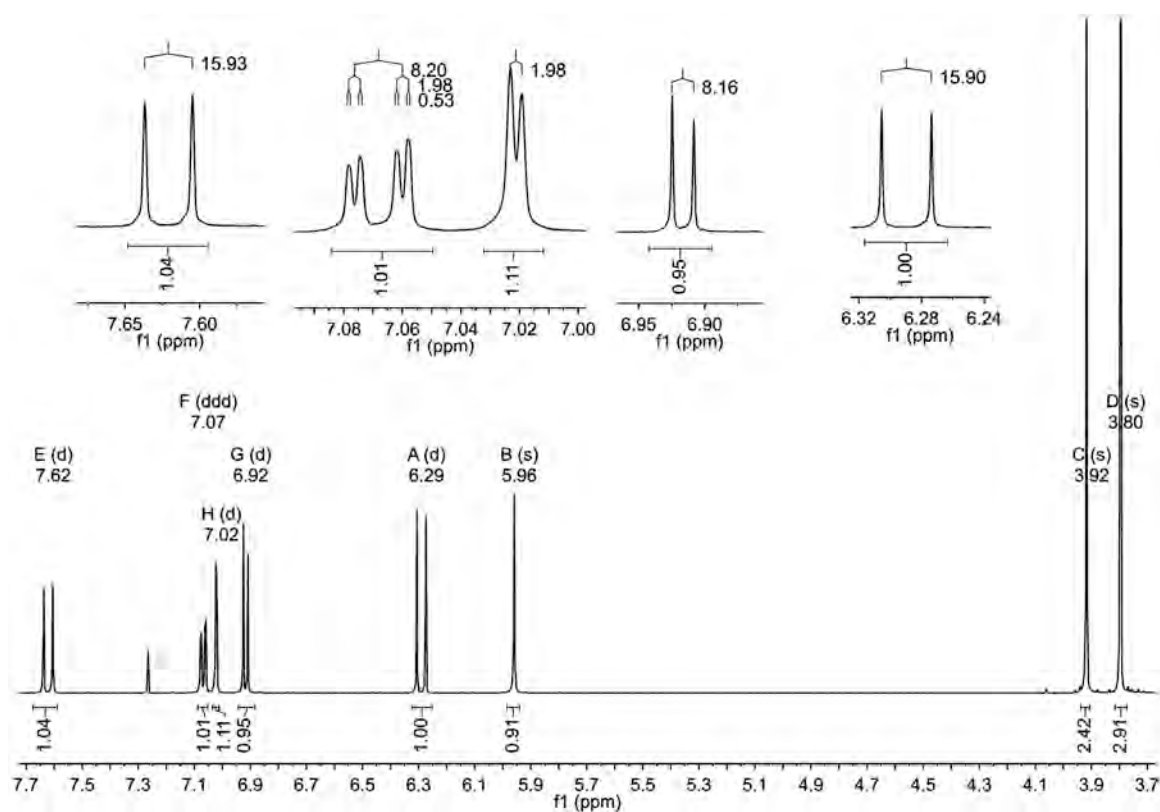 15.93
8.20
1.98
0.53
1.98
8.16
15.90
1.04
1.01
1.11
0.95
1.00
7.65 7.60
f1 (ppm)
7.08 7.06 7.04 7.02 7.00
f1 (ppm)
6.95 6.90
f1 (ppm)
6.32 6.28 6.24
f1 (ppm)
F (ddd)
7.07
E (d)
7.62
G (d)
6.92
A (d)
6.29
B (s)
5.96
C (s)
3.92
D (s)
3.80
H (d)
7.02
1.04
1.01
1.11
0.95
1.00
0.91
2.42
2.91
7.7 7.5 7.3 7.1 6.9 6.7 6.5 6.3 6.1 5.9 5.7 5.5 5.3 5.1 4.9 4.7 4.5 4.3 4.1 3.9 3.7
f1 (ppm)